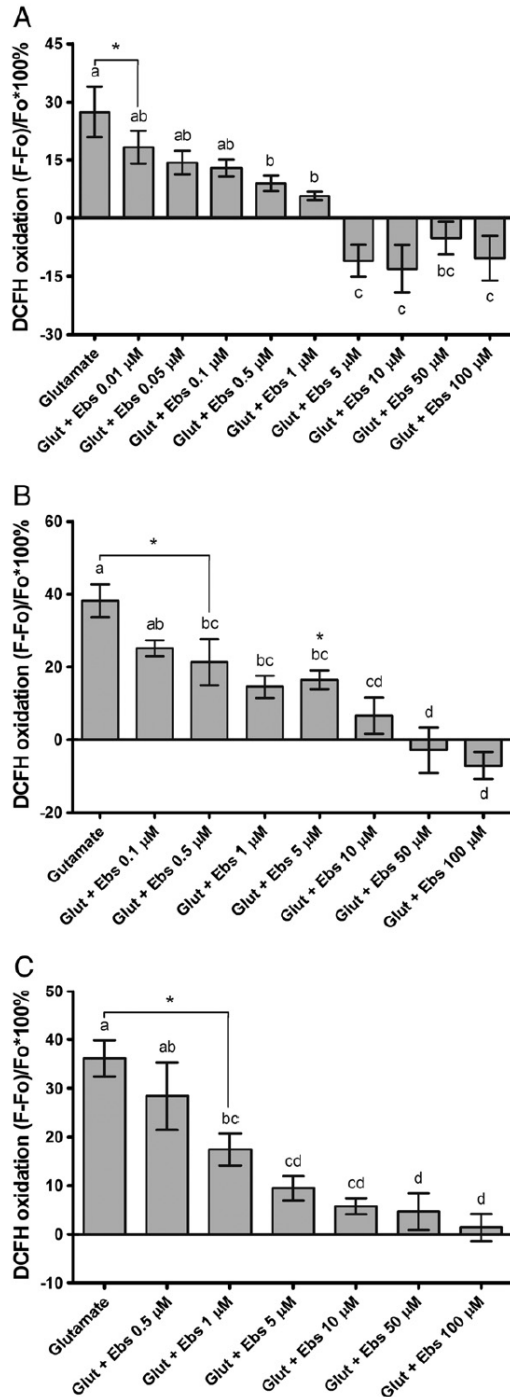 A
DCFH oxidation (F-Fo)/Fo*100%
45
30
15
0
-15
-30
a
*
ab
ab
ab
b
b
c
c
bc
c
Glutamate
Glut + Ebs 0.01 µM
Glut + Ebs 0.05 µM
Glut + Ebs 0.1 µM
Glut + Ebs 0.5 µM
Glut + Ebs 1 µM
Glut + Ebs 5 µM
Glut + Ebs 10 µM
Glut + Ebs 50 µM
Glut + Ebs 100 µM
B
DCFH oxidation (F-Fo)/Fo*100%
60
40
20
0
-20
a
*
ab
bc
bc
*
bc
cd
d
d
Gutamate
Glut + Ebs 0.1 µM
Glut + Ebs 0.5 µM
Glut + Ebs 1 µM
Glut + Ebs 5 µM
Glut + Ebs 10 µM
Glut + Ebs 50 µM
Glut + Ebs 100 µM
C
DCFH oxidation (F-Fo)/Fo*100%
50
40
30
20
10
0
-10
a
*
ab
bc
cd
cd
d
d
Glutamate
Glut + Ebs 0.5 µM
Glut + Ebs 1 µM
Glut + Ebs 5 µM
Glut + Ebs 10 µM
Glut + Ebs 50 µM
Glut + Ebs 100 µM